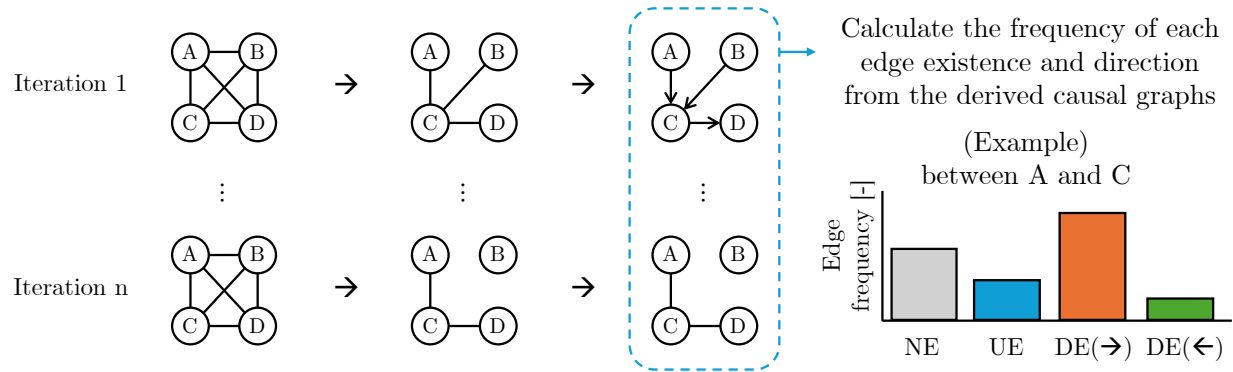 Iteration 1
A B
C D
→
A B
C D
→
A B
C D
Calculate the frequency of each
edge existence and direction
from the derived causal graphs
(Example)
between A and C
⋮
⋮
⋮
Iteration n
A B
C D
→
A B
C D
→
A B
C D
Edge
frequency [-]
NE UE DE(→) DE(←)